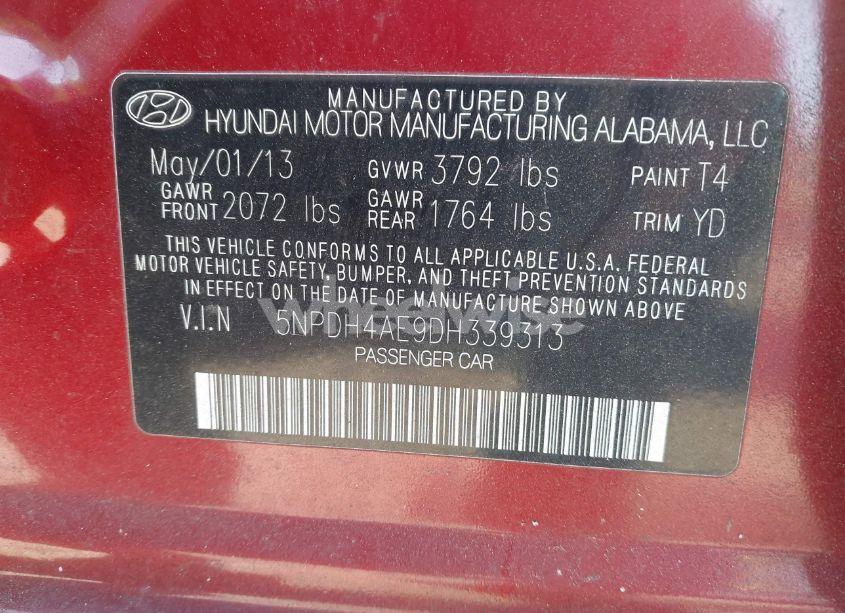 MANUFACTURED BY
HYUNDAI MOTOR MANUFACTURING ALABAMA, LLC
May/01/13 GVWR 3792 lbs PAINT T4
GAWR FRONT 2072 lbs GAWR REAR 1764 lbs TRIM YD
THIS VEHICLE CONFORMS TO ALL APPLICABLE U.S.A. FEDERAL
MOTOR VEHICLE SAFETY, BUMPER, AND THEFT PREVENTION STANDARDS
IN EFFECT ON THE DATE OF MANUFACTURE SHOWN ABOVE
V.I.N 5NPDH4AE9DH339313
PASSENGER CAR
wheelwise